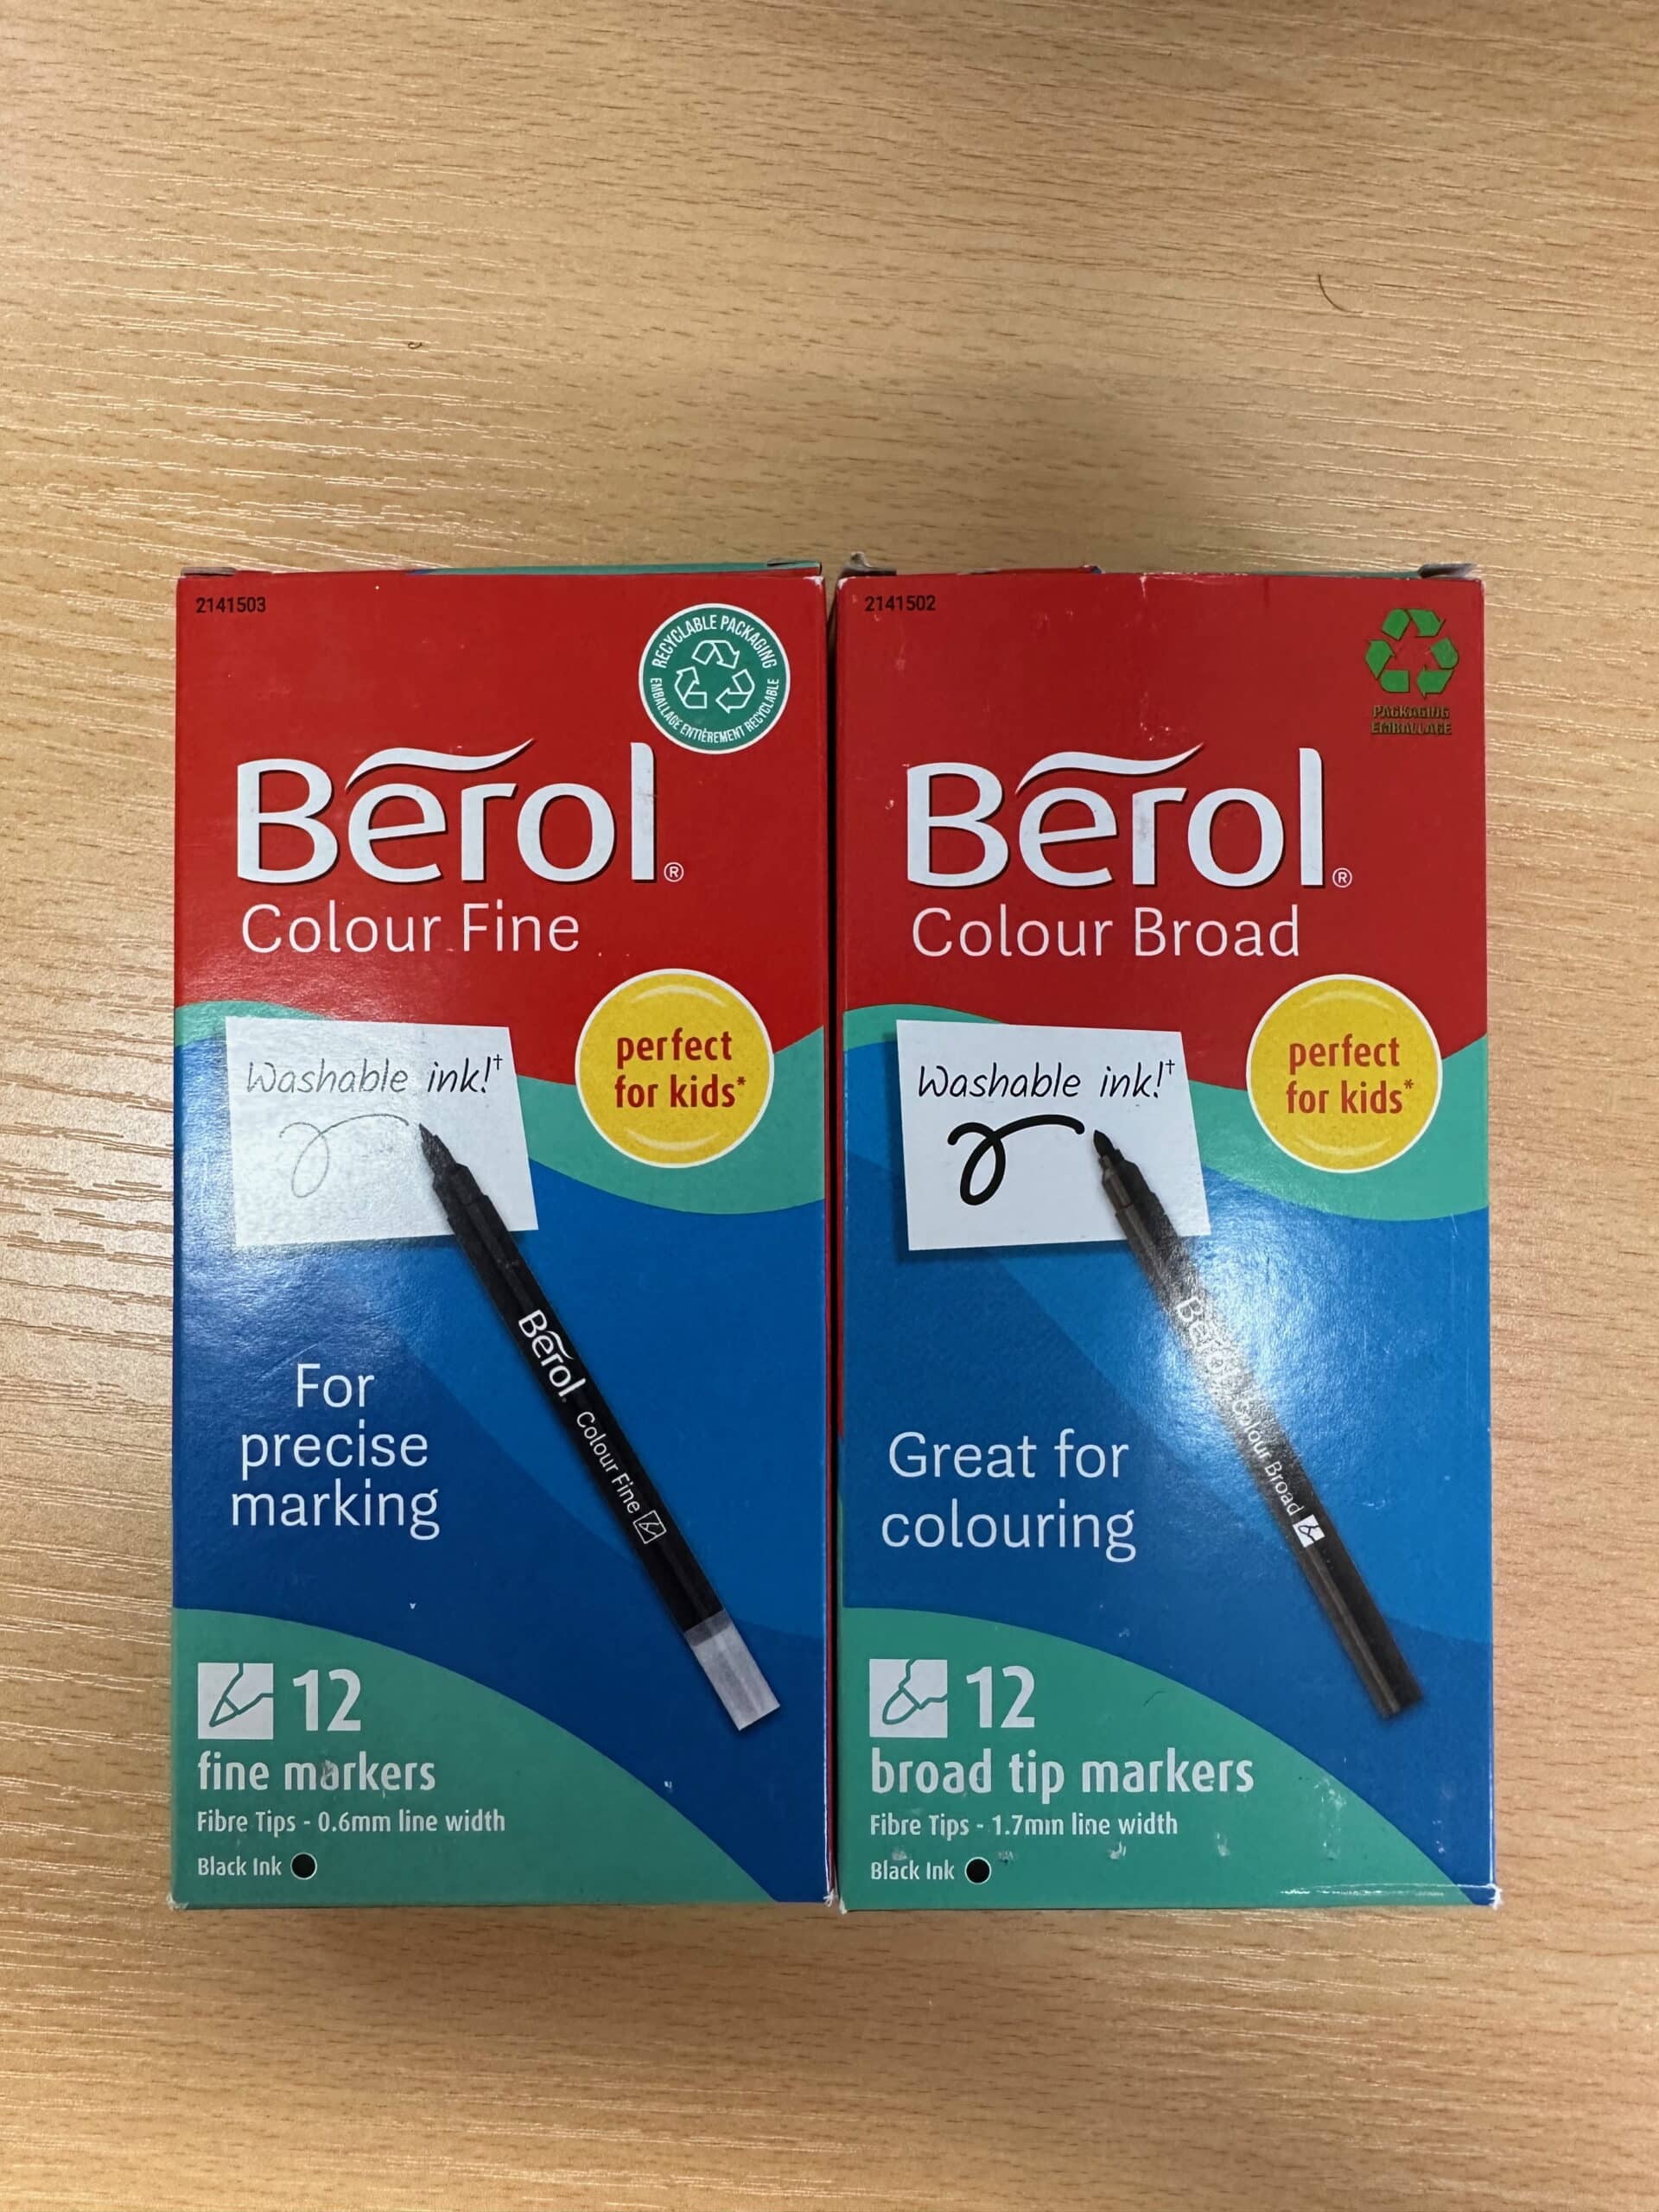 2141503
RECYCLABLE PACKAGING
EMBALLAGE ENTIÈREMENT RECYCLABLE
Berol®
Colour Fine
perfect
for kids*
Washable ink!†
Berol® Colour Fine
For
precise
marking
12
fine markers
Fibre Tips - 0.6mm line width
Black Ink
2141502
PACKAGING
EMBALLAGE
Berol®
Colour Broad
perfect
for kids*
Washable ink!†
Berol Colour Broad
Great for
colouring
12
broad tip markers
Fibre Tips - 1.7mm line width
Black Ink